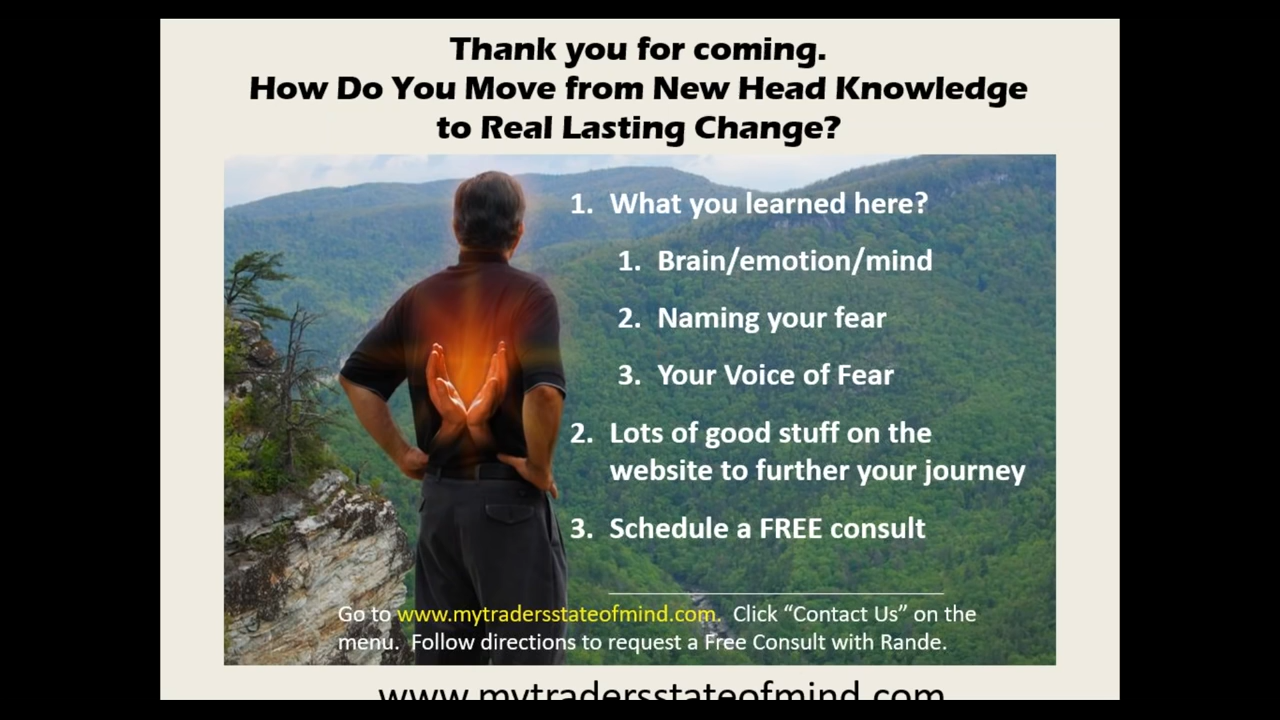 Thank you for coming.
How Do You Move from New Head Knowledge
to Real Lasting Change?
1. What you learned here?
1. Brain/emotion/mind
2. Naming your fear
3. Your Voice of Fear
2. Lots of good stuff on the
website to further your journey
3. Schedule a FREE consult
Go to www.mytradersstateofmind.com. Click “Contact Us” on the
menu. Follow directions to request a Free Consult with Rande.
www.mytradersstateofmind.com